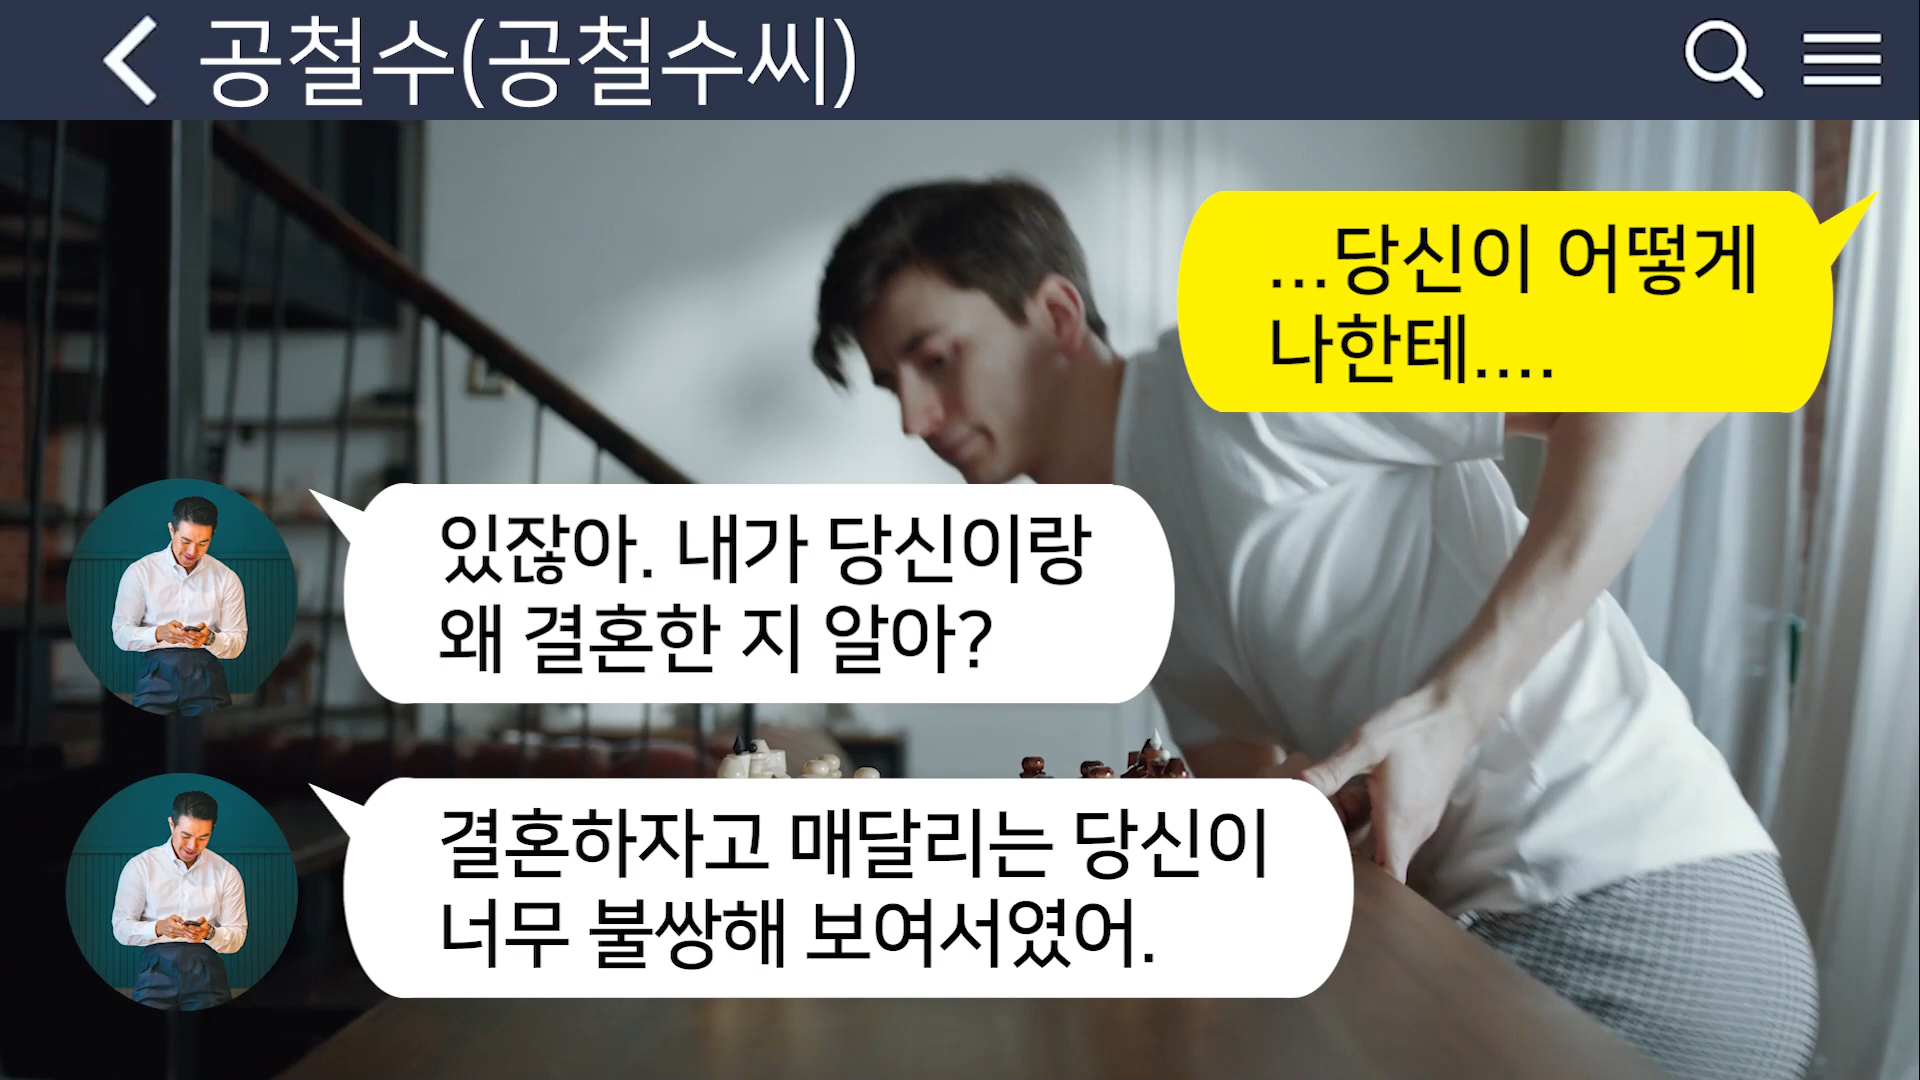 공철수(공철수씨)
...당신이 어떻게
나한테....
있잖아. 내가 당신이랑
왜 결혼한 지 알아?
결혼하자고 매달리는 당신이
너무 불쌍해 보여서였어.